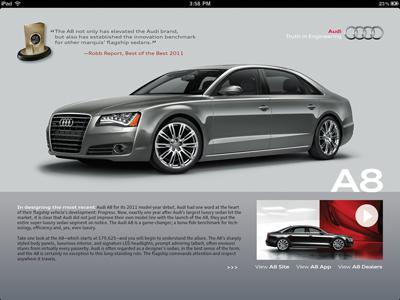 iPad
3:58 PM
23%
"The A8 not only has elevated the Audi brand,
but also has established the innovation benchmark
for other marquis' flagship sedans."
—Robb Report, Best of the Best 2011
Audi
Truth in Engineering
A8
In designing the most recent Audi A8 for its 2011 model-year debut, Audi had one word at the heart
of their flagship vehicle's development: Progress. Now, exactly one year after Audi's largest luxury sedan hit the
market, it is clear that Audi did not just improve their own model line with the launch of the A8, they put the
entire super luxury sedan segment on notice. The Audi A8 is a game-changer; a bona fide benchmark for tech-
nology, efficiency and, yes, even luxury.
Take one look at the A8—which starts at $79,625—and you will begin to understand the allure. The A8's sharply
styled body panels, luxurious interior, and signature LED headlights, prompt admiring
stares from virtually every passerby. Audi is often regarded as a designer's sedan, in the best sense of the term,
and the A8 is certainly no exception to this long-standing rule. The flagship commands attention and respect
anywhere it travels.
>>>
View A8 Site View A8 App View A8 Dealers